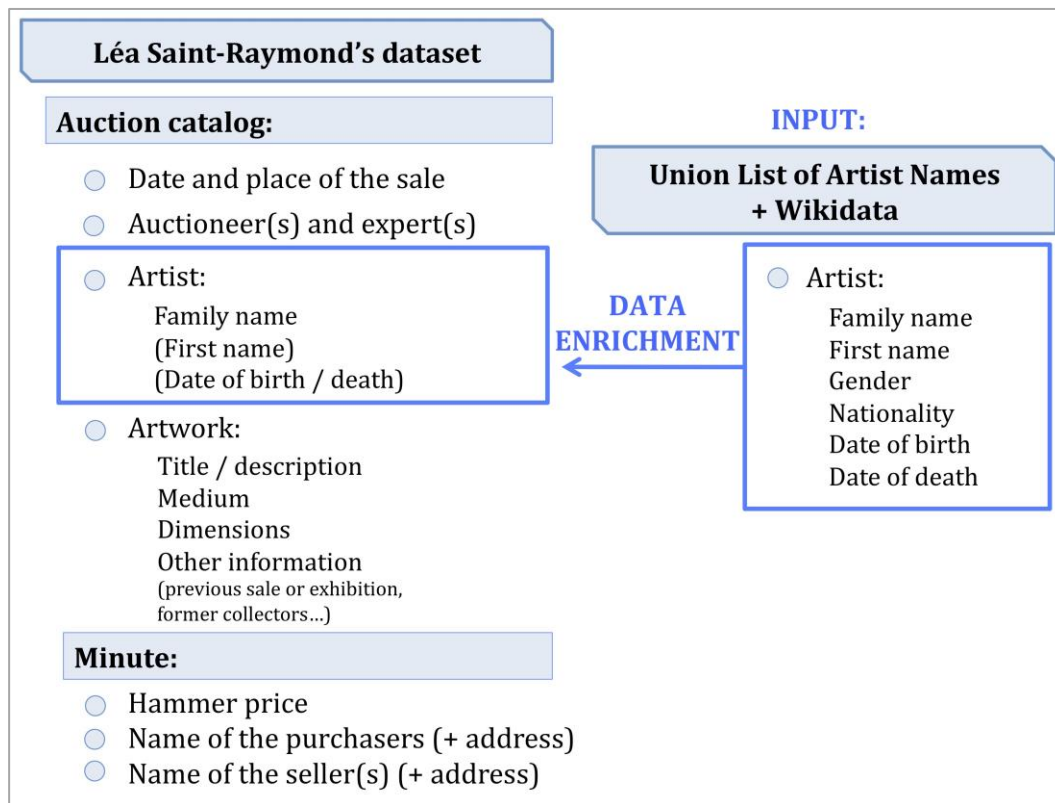 Léa Saint-Raymond’s dataset
Auction catalog:
Date and place of the sale
Auctioneer(s) and expert(s)
Artist:
Family name
(First name)
(Date of birth / death)
Artwork:
Title / description
Medium
Dimensions
Other information
(previous sale or exhibition,
former collectors…)
Minute:
Hammer price
Name of the purchasers (+ address)
Name of the seller(s) (+ address)
DATA
ENRICHMENT
INPUT:
Union List of Artist Names
+ Wikidata
Artist:
Family name
First name
Gender
Nationality
Date of birth
Date of death